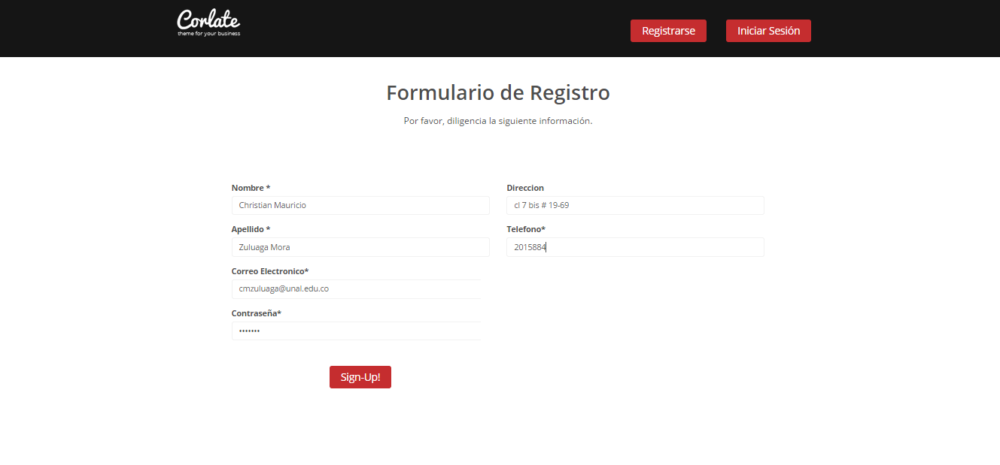 Corlate
theme for your business
Registrarse
Iniciar Sesión
Formulario de Registro
Por favor, diligencia la siguiente información.
Nombre *
Christian Mauricio
Apellido *
Zuluaga Mora
Correo Electronico*
cmzuluaga@unal.edu.co
Contraseña*
•••••••
Direccion
cl 7 bis # 19-69
Telefono*
2015884
Sign-Up!